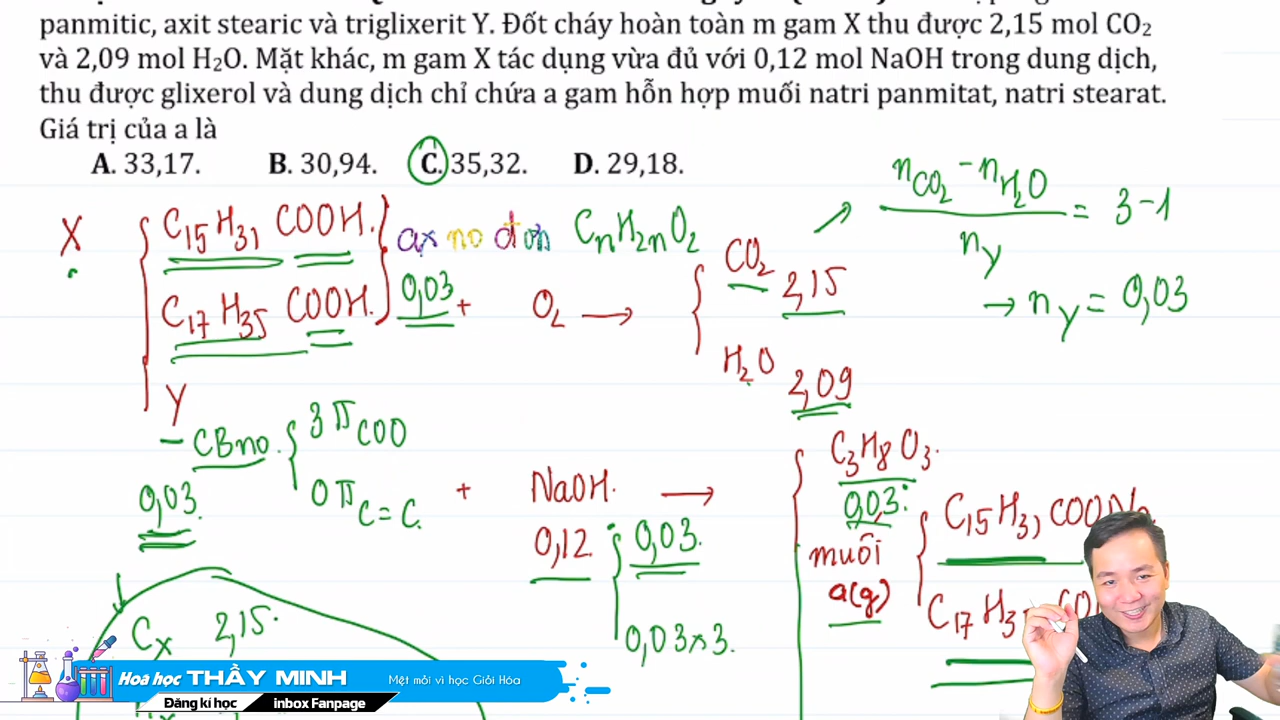 panmitic, axit stearic và triglixerit Y. Đốt cháy hoàn toàn m gam X thu được 2,15 mol CO₂
và 2,09 mol H₂O. Mặt khác, m gam X tác dụng vừa đủ với 0,12 mol NaOH trong dung dịch,
thu được glixerol và dung dịch chỉ chứa a gam hỗn hợp muối natri panmitat, natri stearat.
Giá trị của a là
A. 33,17. B. 30,94. C. 35,32. D. 29,18.
X
C₁₅H₃₁ COOH.
ax no đơn CₙH₂ₙO₂
C₁₇H₃₅ COOH.
0,03 + O₂ →
CO₂ 2,15
H₂O 2,09
nCO₂ - nH₂O / nY = 3-1
→ nY = 0,03
Y
CBno
3πCOO
0πC=C.
0,03.
+ NaOH. →
0,12
0,03.
0,03×3.
C₃H₈O₃.
0,03.
muối
a(g)
C₁₅H₃₁ COONa
C₁₇H₃
Cₓ 2,15.
Hoá học THẦY MINH
Mệt mỏi vì học Giỏi Hóa
Đăng kí học
inbox Fanpage